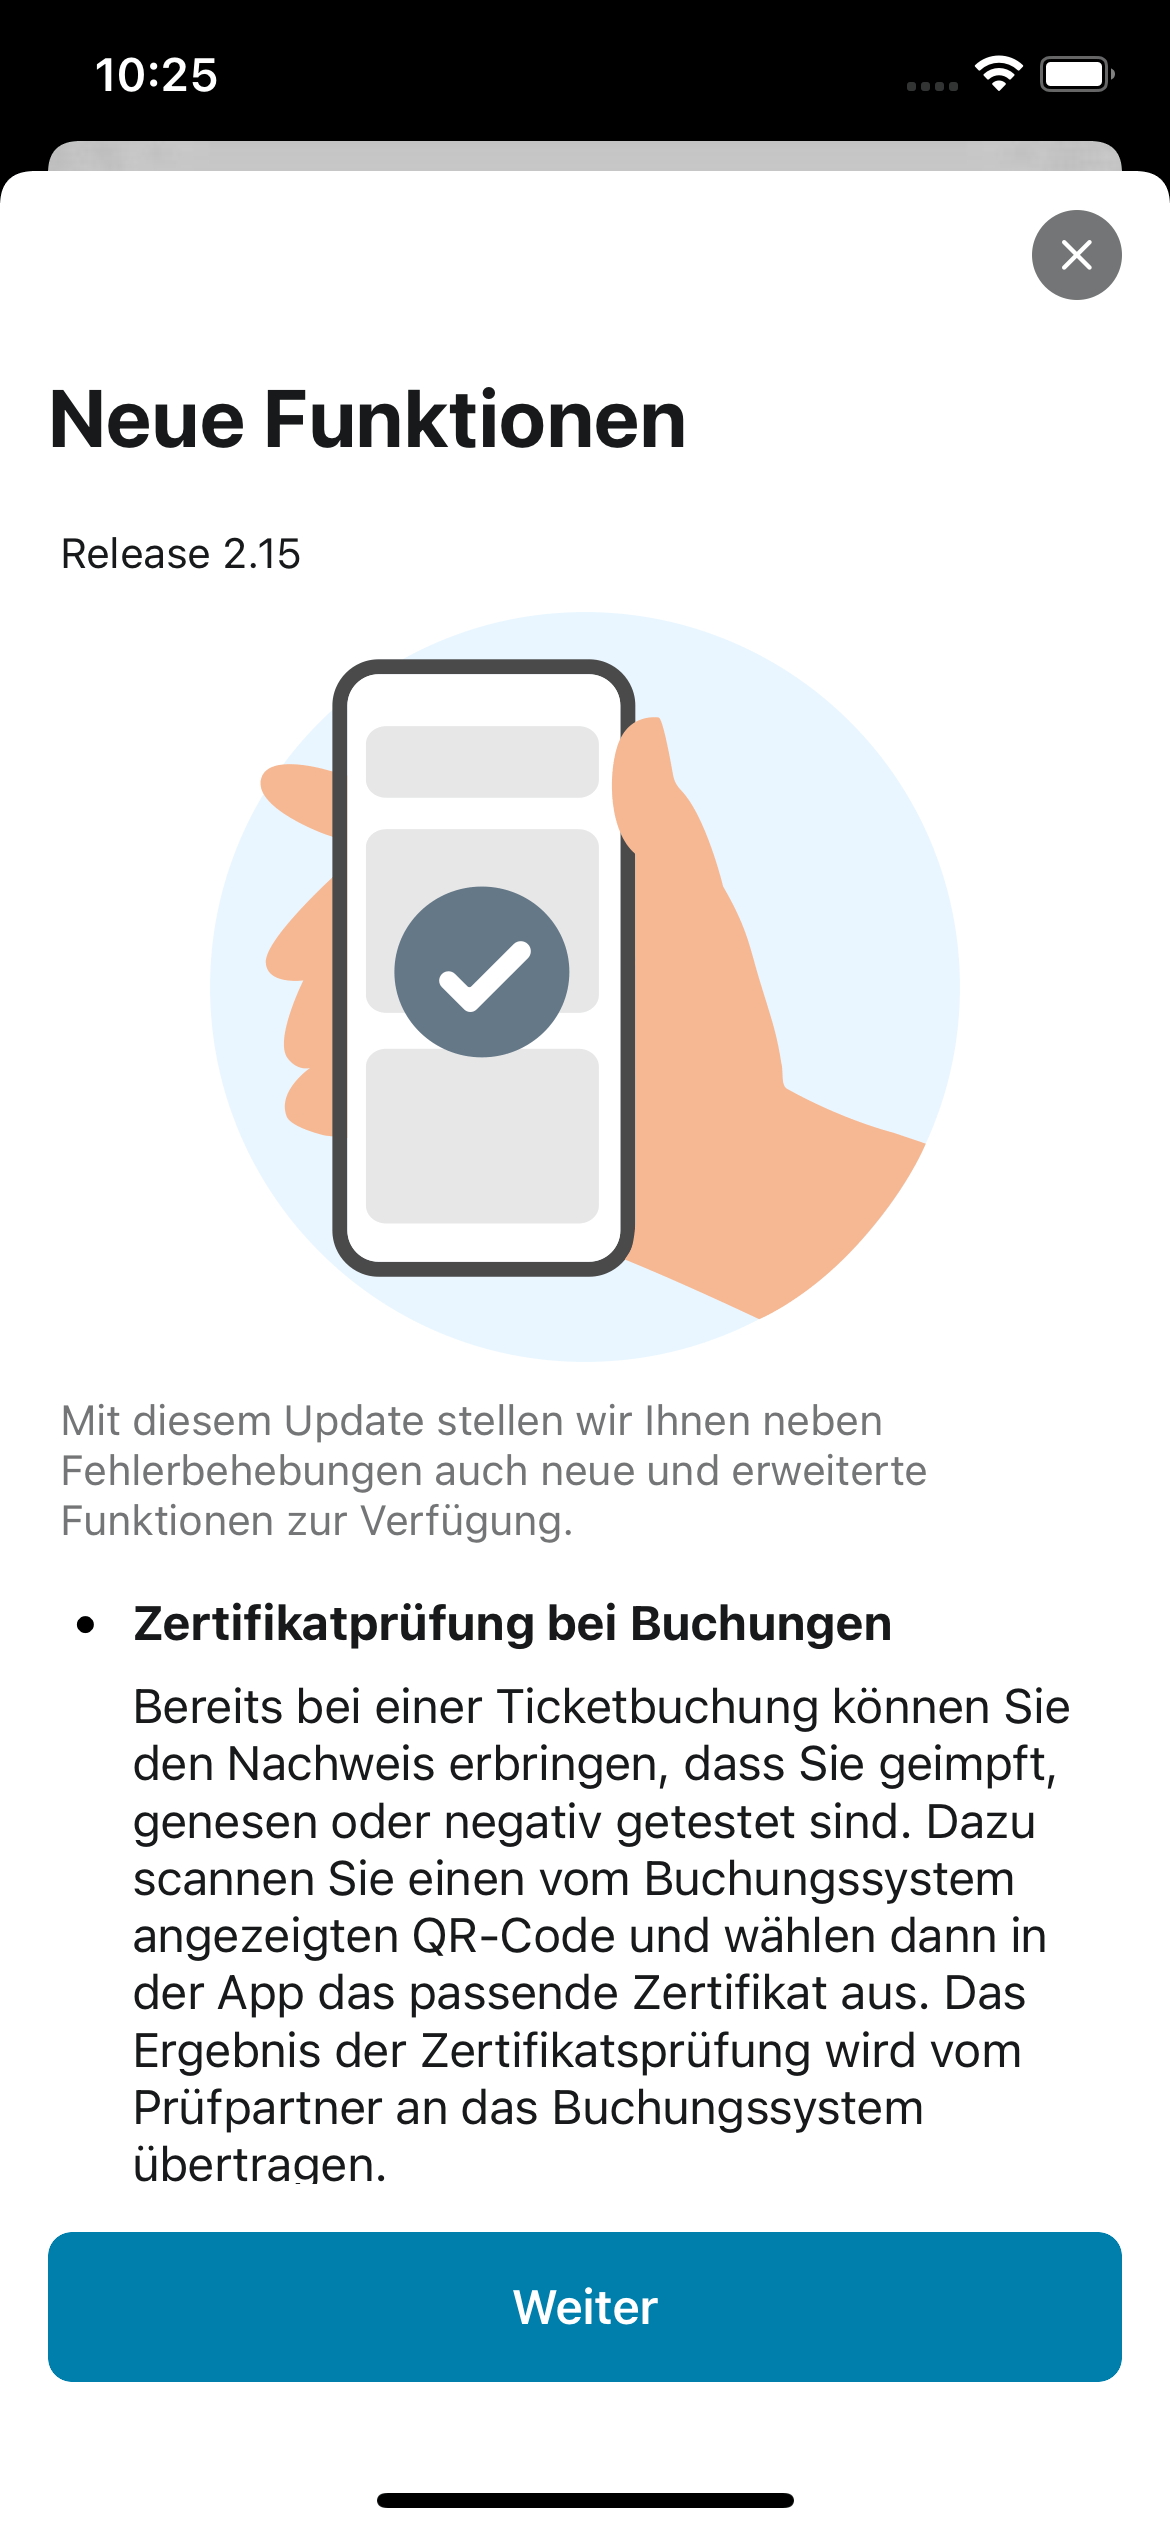 10:25
Neue Funktionen
Release 2.15
Mit diesem Update stellen wir Ihnen neben
Fehlerbehebungen auch neue und erweiterte
Funktionen zur Verfügung.
• Zertifikatprüfung bei Buchungen
Bereits bei einer Ticketbuchung können Sie
den Nachweis erbringen, dass Sie geimpft,
genesen oder negativ getestet sind. Dazu
scannen Sie einen vom Buchungssystem
angezeigten QR-Code und wählen dann in
der App das passende Zertifikat aus. Das
Ergebnis der Zertifikatsprüfung wird vom
Prüfpartner an das Buchungssystem
übertragen.
Weiter